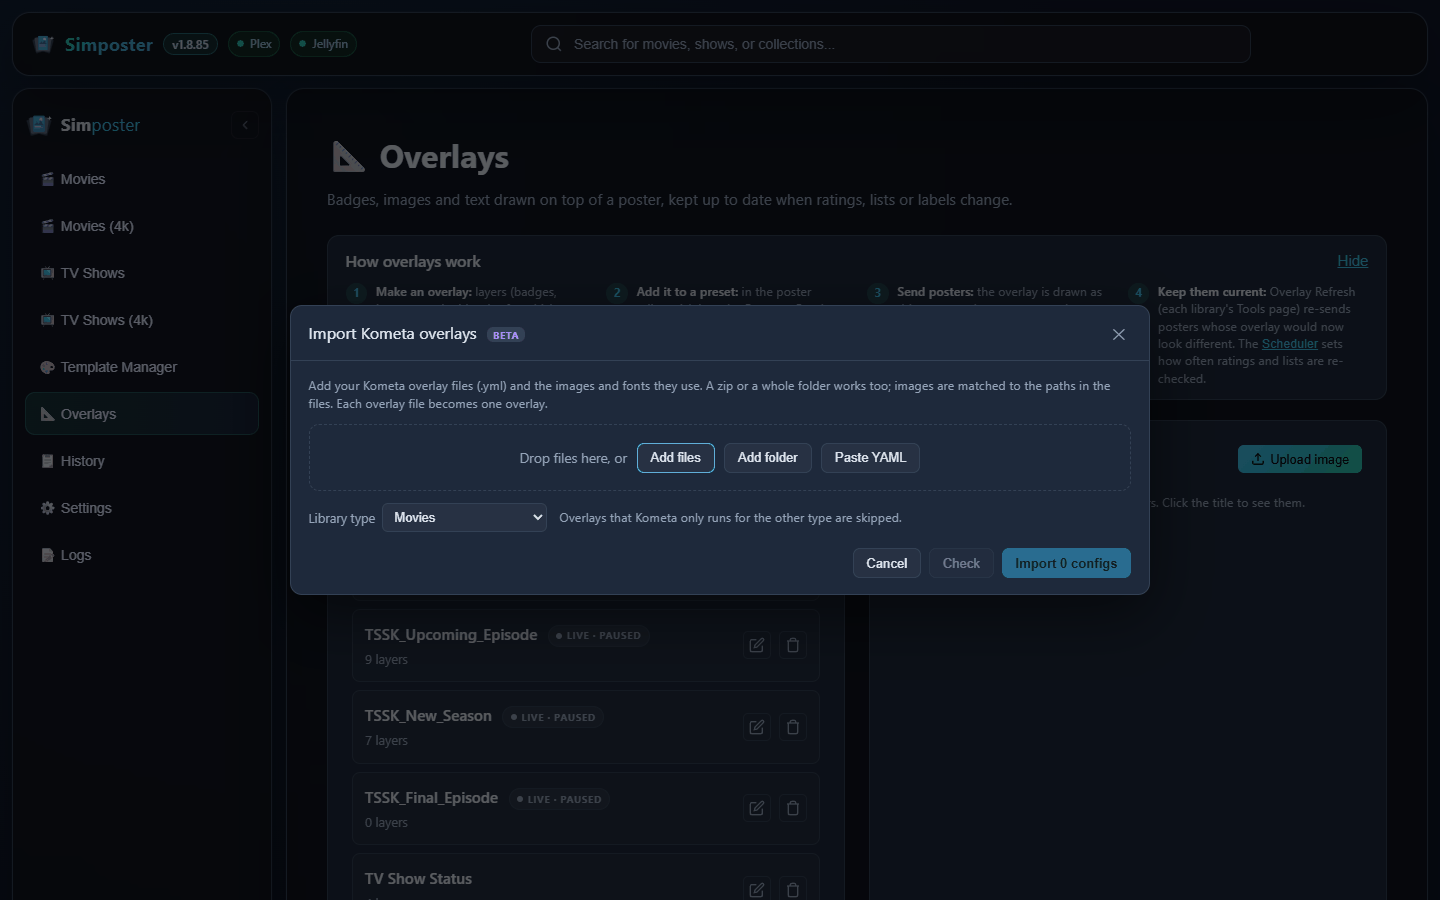 Simposter
v1.8.85
Plex
Jellyfin
Search for movies, shows, or collections...
Simposter
Movies
Movies (4k)
TV Shows
TV Shows (4k)
Template Manager
Overlays
History
Settings
Logs
Overlays
Badges, images and text drawn on top of a poster, kept up to date when ratings, lists or labels change.
How overlays work
Hide
1 Make an overlay: layers (badges,
2 Add it to a preset: in the poster
3 Send posters: the overlay is drawn as
4 Keep them current: Overlay Refresh
(each library's Tools page) re-sends
posters whose overlay would now
look different. The Scheduler sets
how often ratings and lists are re-
checked.
Import Kometa overlays BETA
Add your Kometa overlay files (.yml) and the images and fonts they use. A zip or a whole folder works too; images are matched to the paths in the
files. Each overlay file becomes one overlay.
Drop files here, or
Add files
Add folder
Paste YAML
Library type
Movies
Overlays that Kometa only runs for the other type are skipped.
Cancel
Check
Import 0 configs
Upload image
s. Click the title to see them.
TSSK_Upcoming_Episode
LIVE · PAUSED
9 layers
TSSK_New_Season
LIVE · PAUSED
7 layers
TSSK_Final_Episode
LIVE · PAUSED
0 layers
TV Show Status